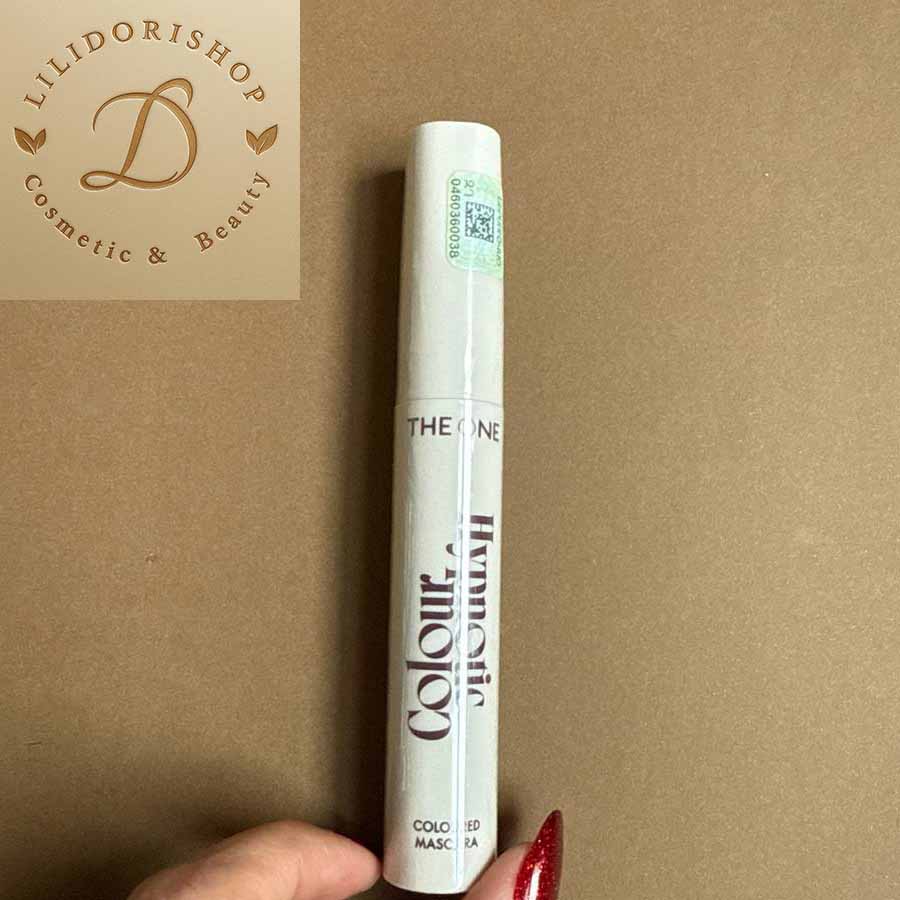 LILIDORISHOP
D
Cosmetic & Beauty
0460360038
THE ONE
Colour
Hypnotic
COLOURED
MASCARA